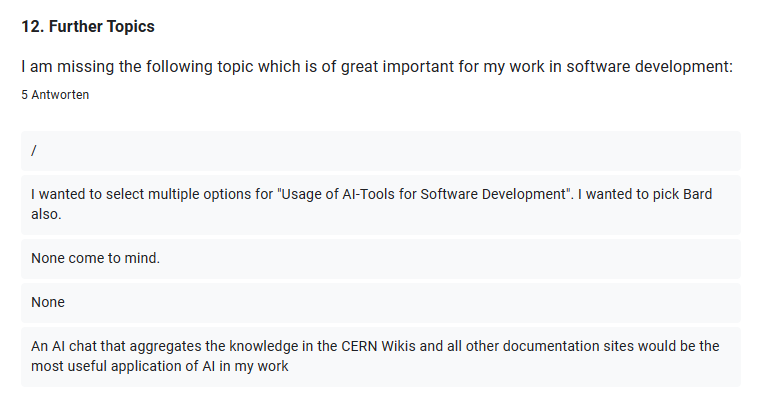 12. Further Topics
I am missing the following topic which is of great important for my work in software development:
5 Antworten
/
I wanted to select multiple options for "Usage of AI-Tools for Software Development". I wanted to pick Bard
also.
None come to mind.
None
An AI chat that aggregates the knowledge in the CERN Wikis and all other documentation sites would be the
most useful application of AI in my work